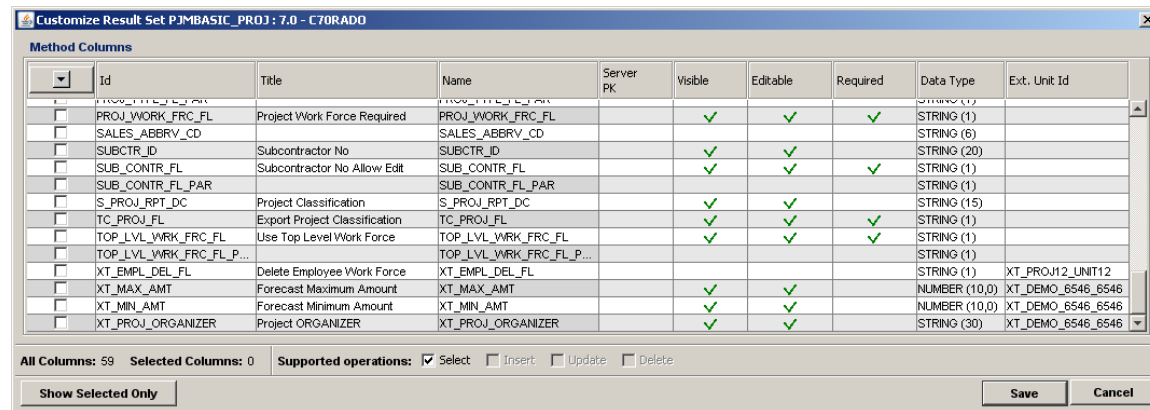 Customize Result Set PJMBASIC_PROJ : 7.0 - C70RADO
Method Columns
Id Title Name Server PK Visible Editable Required Data Type Ext. Unit Id
PROJ_WORK_FRC_FL Project Work Force Required PROJ_WORK_FRC_FL STRING (1)
SALES_ABBRV_CD SALES_ABBRV_CD STRING (6)
SUBCTR_ID Subcontractor No SUBCTR_ID STRING (20)
SUB_CONTR_FL Subcontractor No Allow Edit SUB_CONTR_FL STRING (1)
SUB_CONTR_FL_PAR SUB_CONTR_FL_PAR STRING (1)
S_PROJ_RPT_DC Project Classification S_PROJ_RPT_DC STRING (15)
TC_PROJ_FL Export Project Classification TC_PROJ_FL STRING (1)
TOP_LVL_WRK_FRC_FL Use Top Level Work Force TOP_LVL_WRK_FRC_FL STRING (1)
TOP_LVL_WRK_FRC_FL_P... TOP_LVL_WRK_FRC_FL_P... STRING (1)
XT_EMPL_DEL_FL Delete Employee Work Force XT_EMPL_DEL_FL STRING (1) XT_PROJ12_UNIT12
XT_MAX_AMT Forecast Maximum Amount XT_MAX_AMT NUMBER (10,0) XT_DEMO_6546_6546
XT_MIN_AMT Forecast Minimum Amount XT_MIN_AMT NUMBER (10,0) XT_DEMO_6546_6546
XT_PROJ_ORGANIZER Project ORGANIZER XT_PROJ_ORGANIZER STRING (30) XT_DEMO_6546_6546
All Columns: 59 Selected Columns: 0 Supported operations: Select Insert Update Delete
Show Selected Only Save Cancel